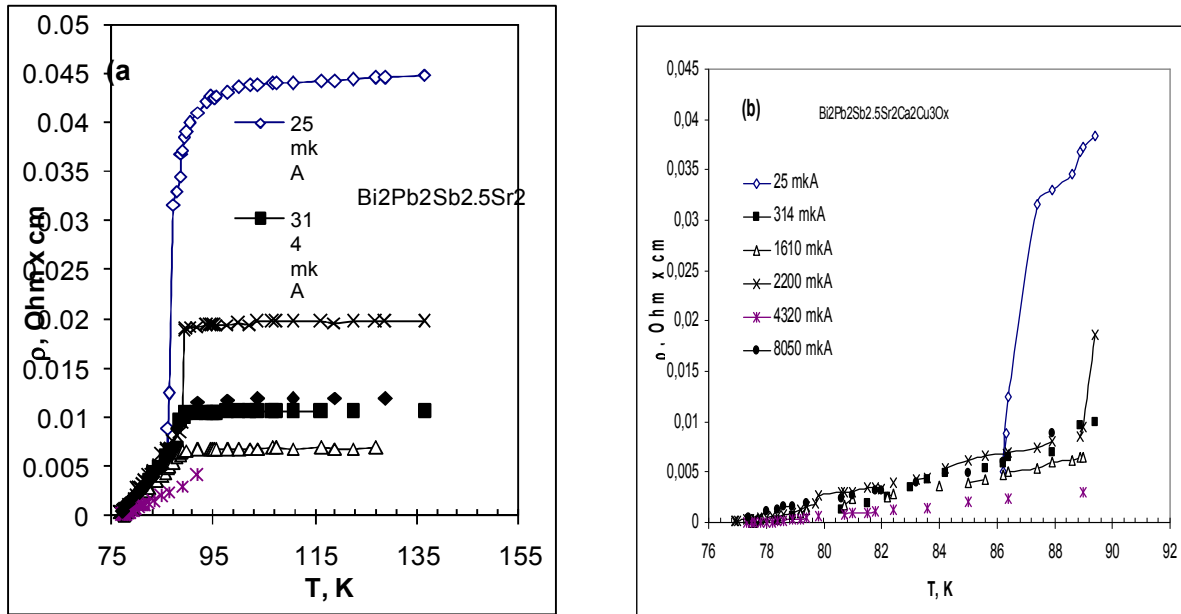 0.05
0.045
0.04
0.035
0.03
0.025
0.02
0.015
0.01
0.005
0
ρ, Ohm x cm
(a
25
mk
A
Bi2Pb2Sb2.5Sr2
31
4
mk
A
75
95
115
135
155
T, K
0,045
0,04
0,035
0,03
0,025
0,02
0,015
0,01
0,005
0
, Ohm x cm
(b)
Bi2Pb2Sb2.5Sr2Ca2Cu3Ox
25 mkA
314 mkA
1610 mkA
2200 mkA
4320 mkA
8050 mkA
76
78
80
82
84
86
88
90
92
T, K